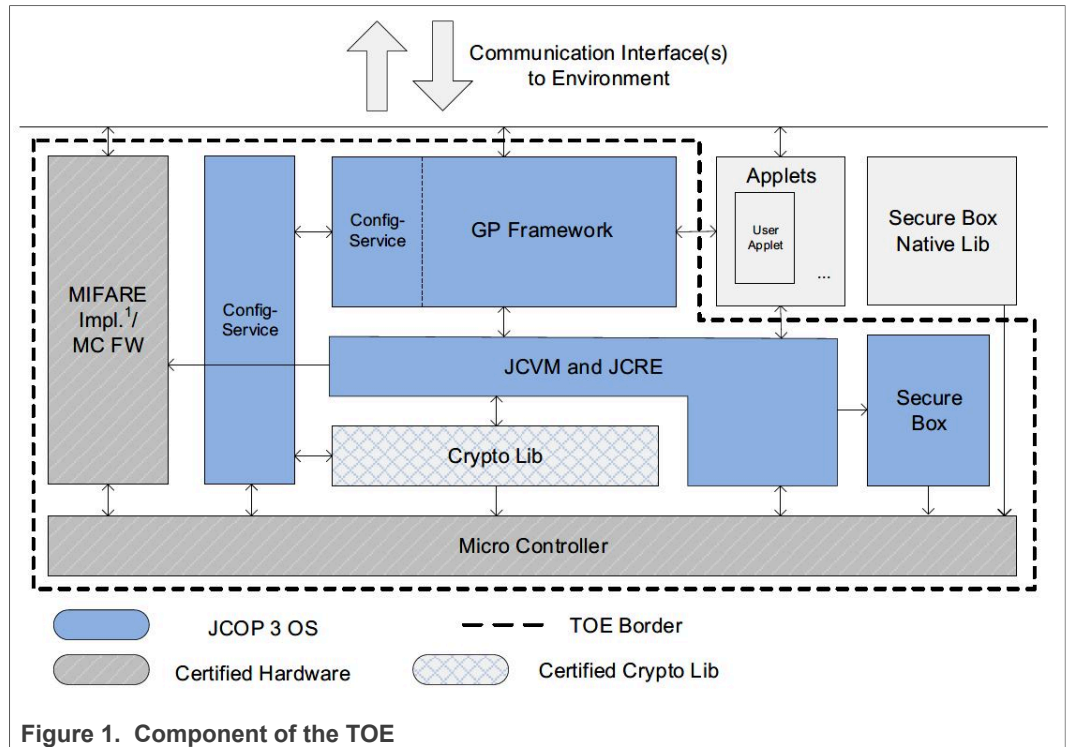 Communication Interface(s)
to Environment
MIFARE
Impl.1/
MC FW
Config-
Service
Config-
Service
GP Framework
Applets
User
Applet
...
Secure Box
Native Lib
JCVM and JCRE
Secure
Box
Crypto Lib
Micro Controller
JCOP 3 OS
TOE Border
Certified Hardware
Certified Crypto Lib
Figure 1. Component of the TOE